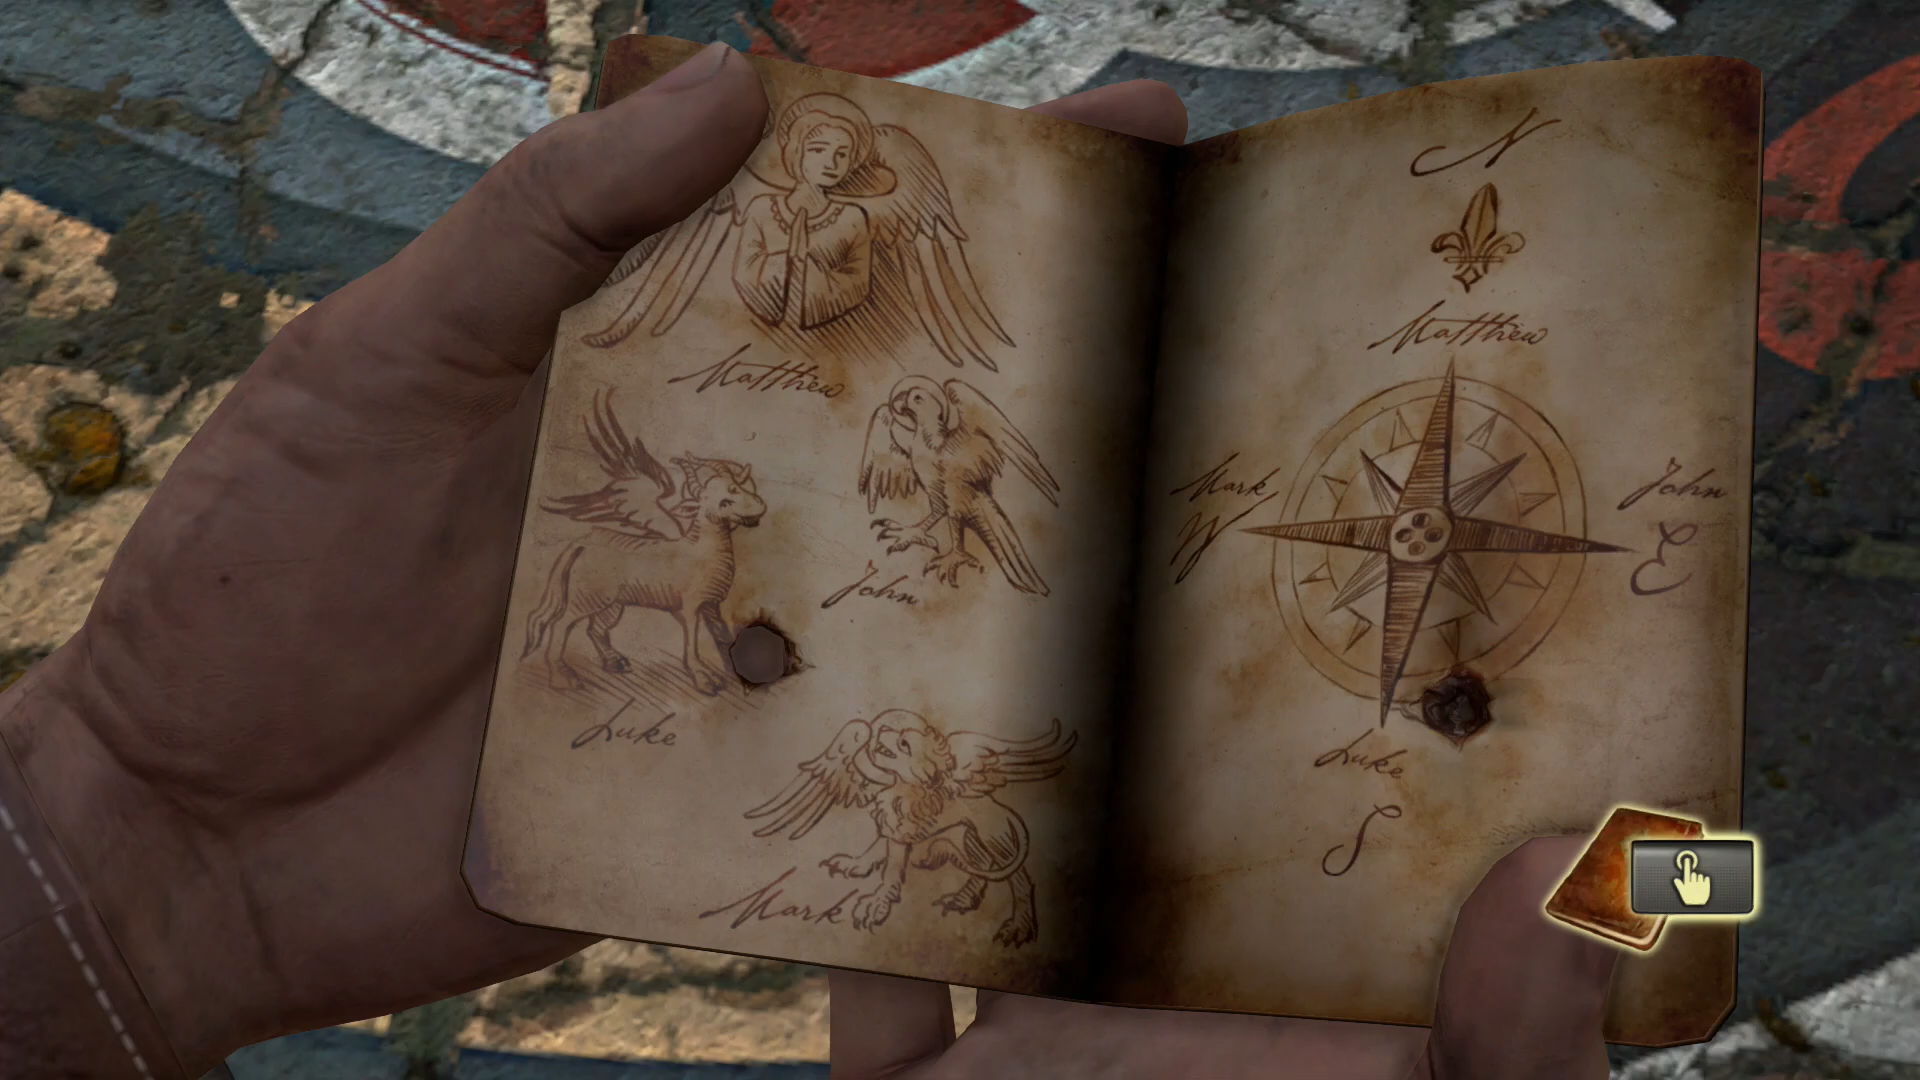 Matthew
John
Luke
Mark
N
Matthew
Mark
W
John
E
Luke
S